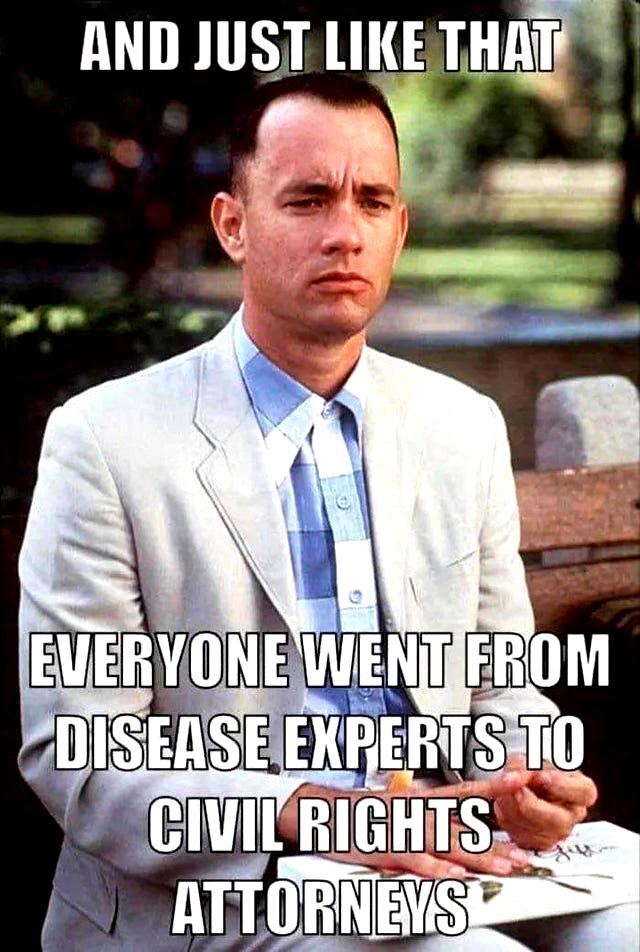 AND JUST LIKE THAT
EVERYONE WENT FROM
DISEASE EXPERTS TO
CIVIL RIGHTS
ATTORNEYS